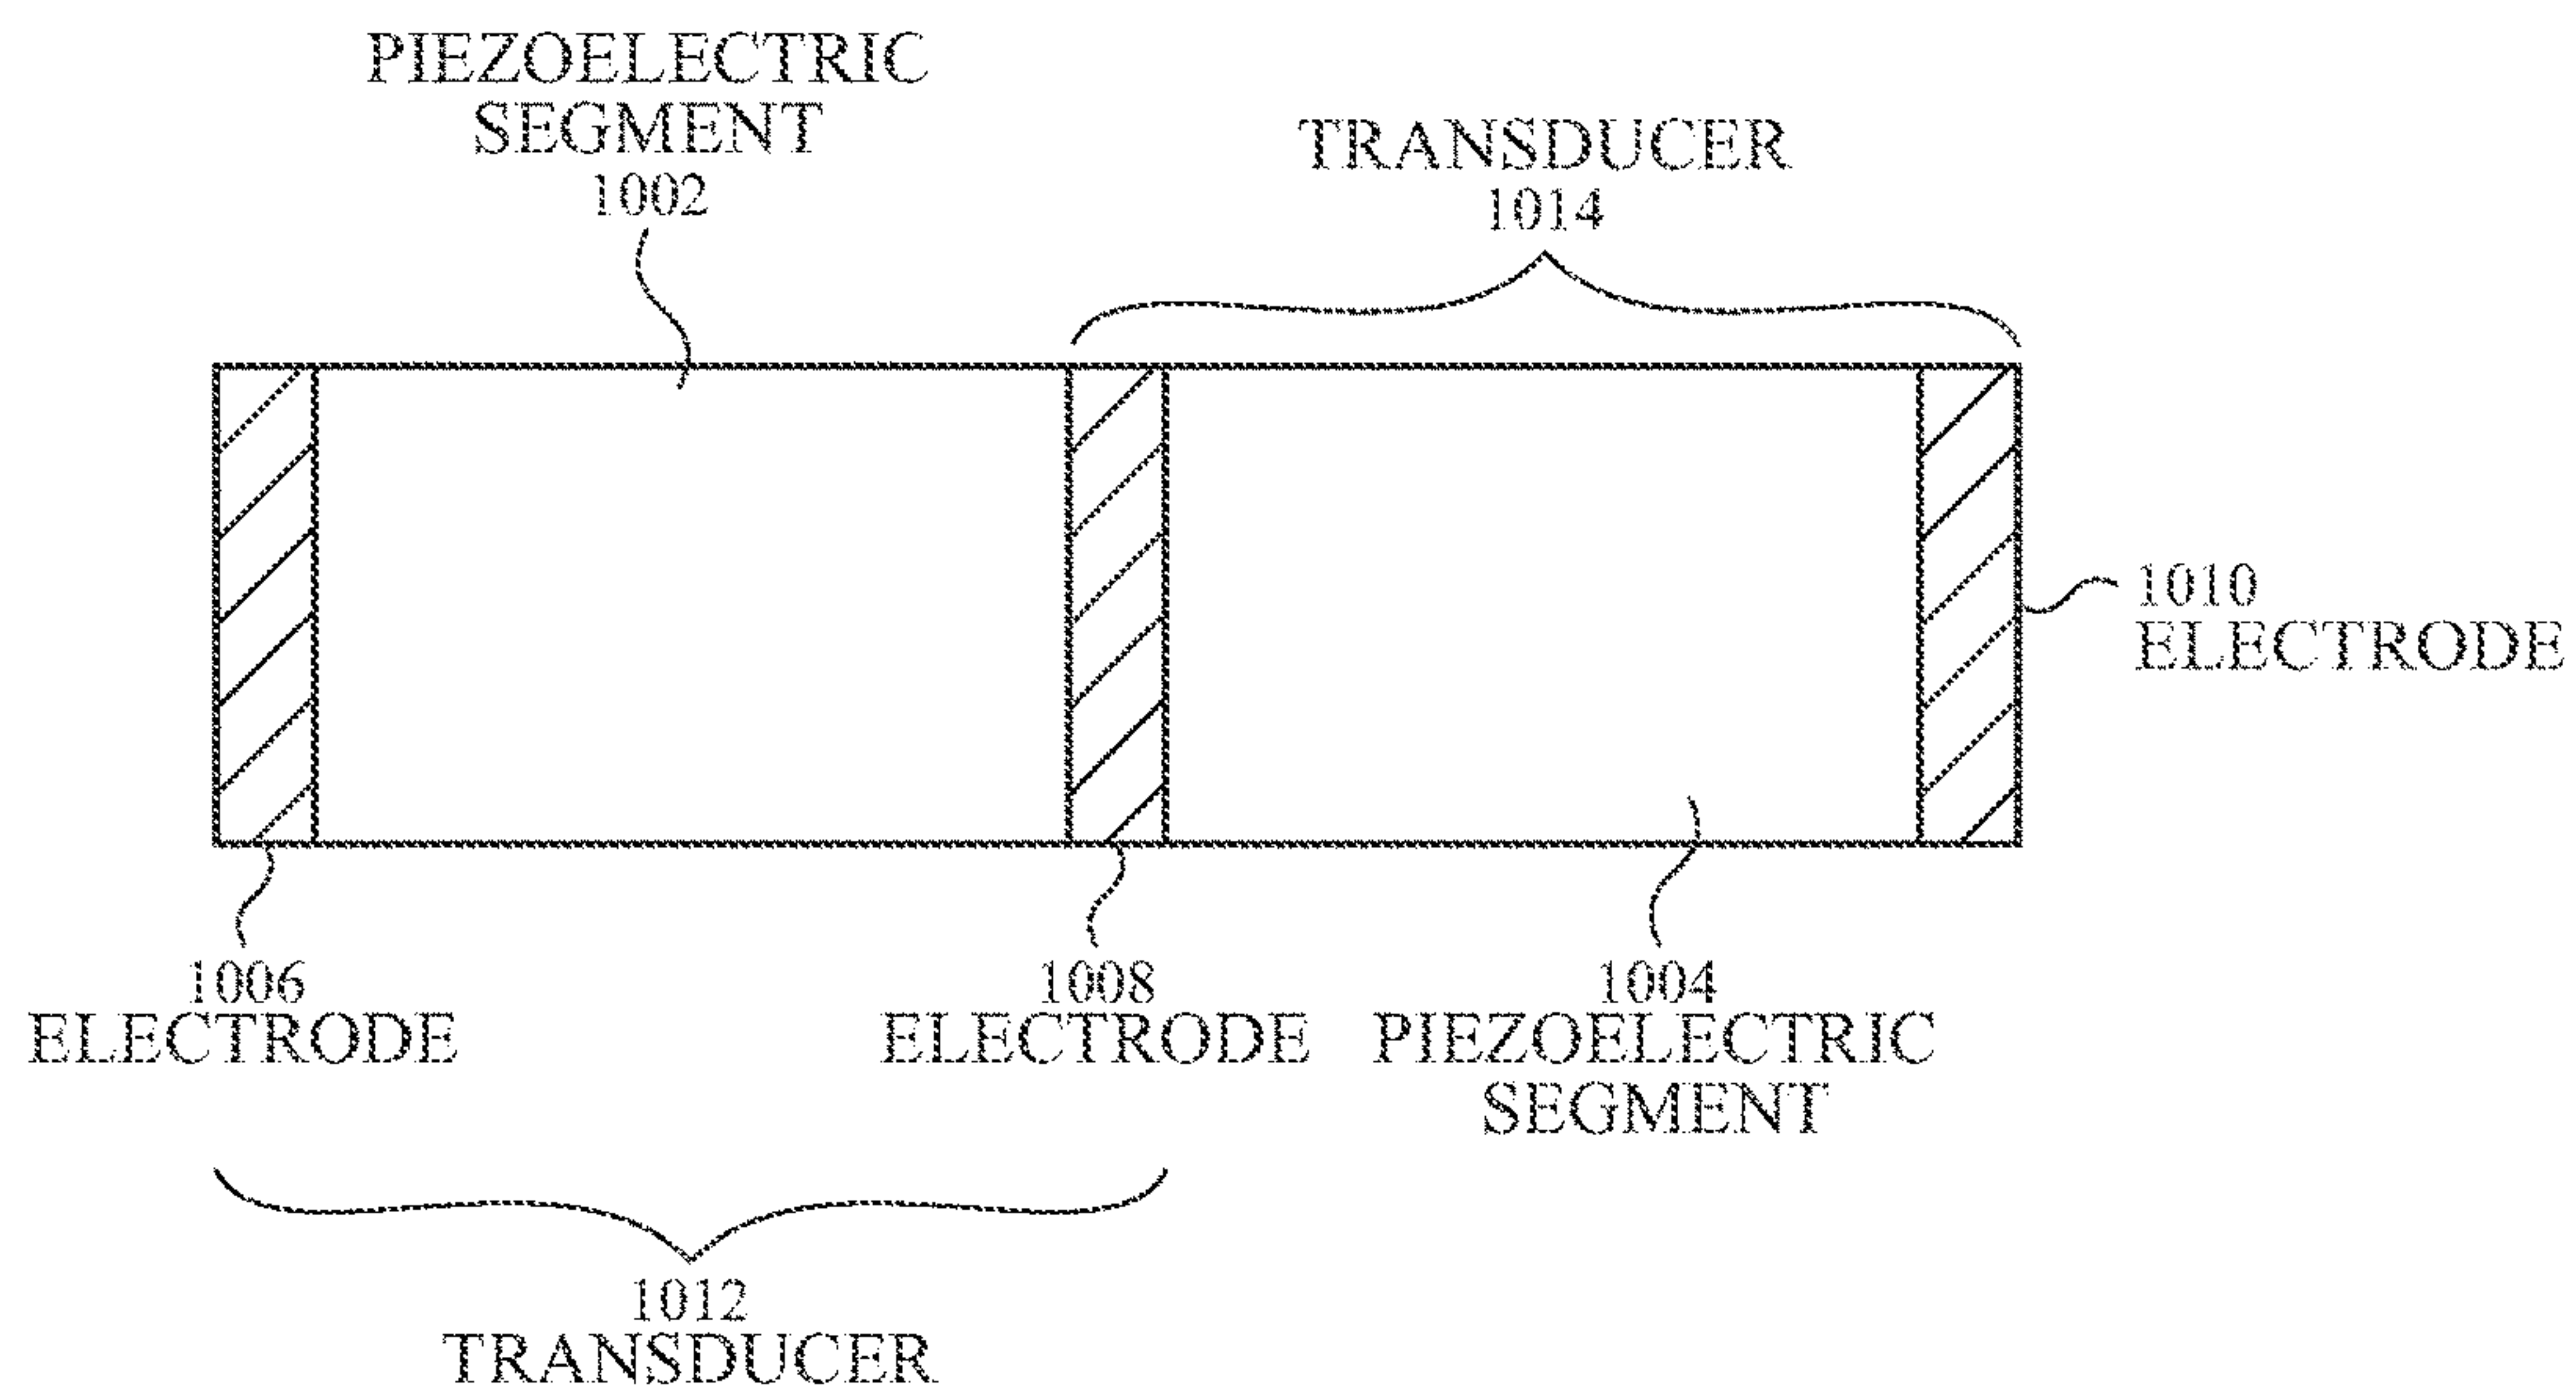 PIEZOELECTRIC
SEGMENT
1002
TRANSDUCER
1014
1010
ELECTRODE
1006
ELECTRODE
1008
ELECTRODE
1004
PIEZOELECTRIC
SEGMENT
1012
TRANSDUCER